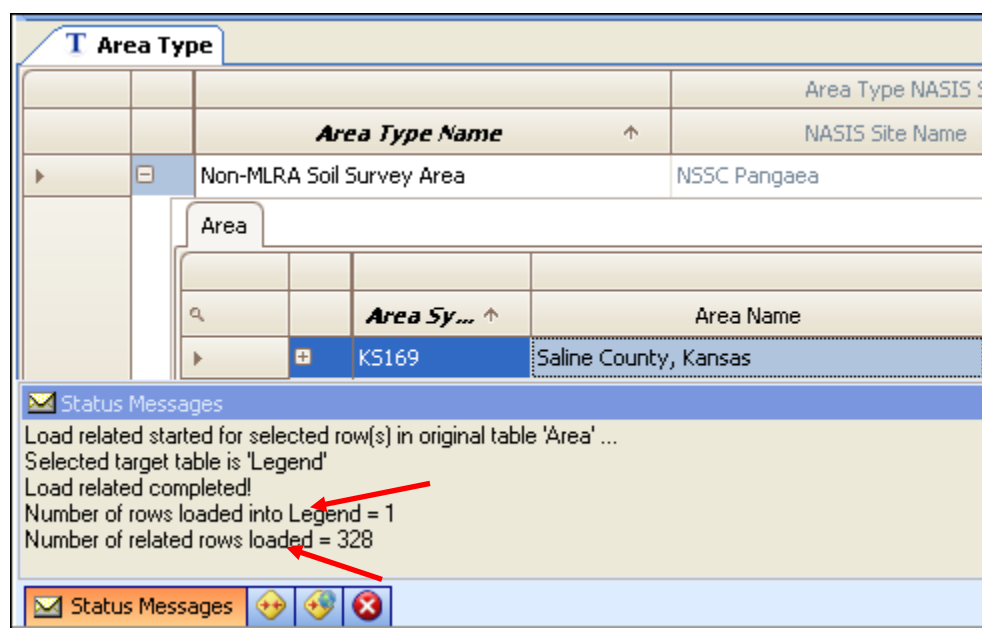 T Area Type
Area Type NASIS S
Area Type Name
NASIS Site Name
Non-MLRA Soil Survey Area
NSSC Pangaea
Area
Area Sy...
Area Name
KS169
Saline County, Kansas
Status Messages
Load related started for selected row(s) in original table 'Area' ...
Selected target table is 'Legend'
Load related completed!
Number of rows loaded into Legend = 1
Number of related rows loaded = 328
Status Messages